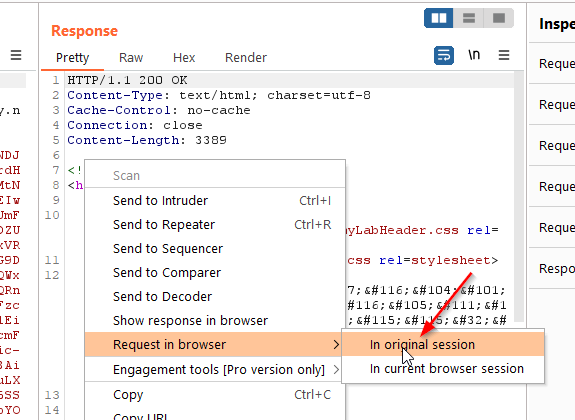 Response
Inspe
Pretty Raw Hex Render \n
1 HTTP/1.1 200 OK
2 Content-Type: text/html; charset=utf-8
3 Cache-Control: no-cache
4 Connection: close
5 Content-Length: 3389
6
7 <!
8 <h
9
10
yLabHeader.css rel=
11 .css rel=stylesheet>
12
7;&#116;&#104;&#101;
&#116;&#105;&#111;&#1
;&#115;&#115;&#32;&#
13
14
Scan
Send to Intruder Ctrl+I
Send to Repeater Ctrl+R
Send to Sequencer
Send to Comparer
Send to Decoder
Show response in browser
Request in browser >
In original session
In current browser session
Engagement tools [Pro version only] >
Copy Ctrl+C
Copy URL
y.n
NDJ
rdH
MtN
EIw
UmF
OZU
xVR
G9D
QWx
QRn
Fzc
lEi
cmF
ic-
3Ai
uLX
6SS
bYO
Reque
Reque
Reque
Reque
Reque
Respo